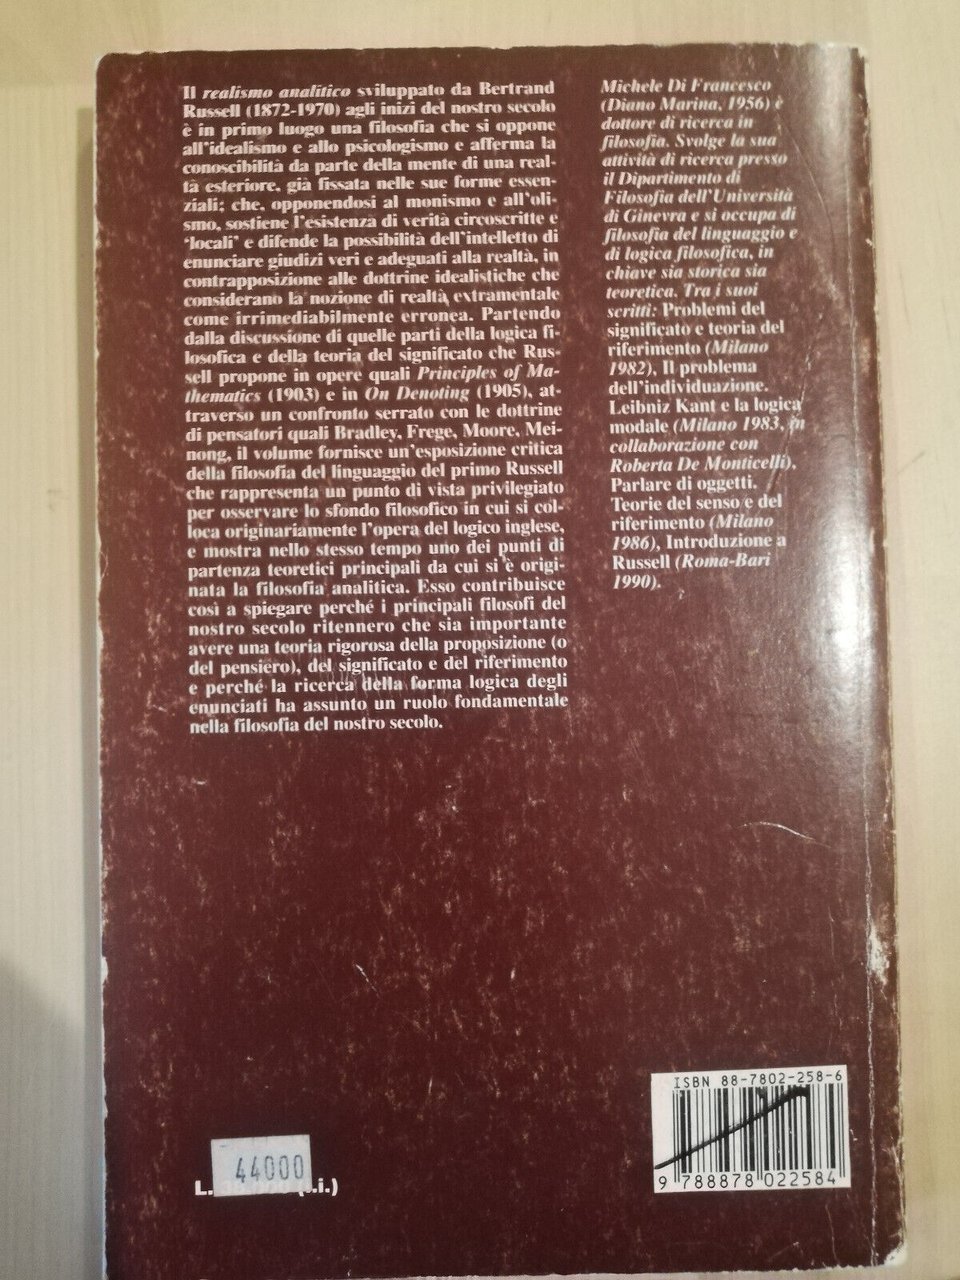 Il realismo analitico sviluppato da Bertrand
Russell (1872-1970) agli inizi del nostro secolo
è in primo luogo una filosofia che si oppone
all'idealismo e allo psicologismo e afferma la
conoscibilità da parte della mente di una real-
tà esteriore, già fissata nelle sue forme essen-
ziali; che, opponendosi al monismo e all'oli-
smo, sostiene l'esistenza di verità circoscritte e
'locali' e difende la possibilità dell'intelletto di
enunciare giudizi veri e adeguati alla realtà, in
contrapposizione alle dottrine idealistiche che
considerano la nozione di realtà extramentale
come irrimediabilmente erronea. Partendo
dalla discussione di quelle parti della logica fi-
losofica e della teoria del significato che Rus-
sell propone in opere quali Principles of Ma-
thematics (1903) e in On Denoting (1905), at-
traverso un confronto serrato con le dottrine
di pensatori quali Bradley, Frege, Moore, Mei-
nong, il volume fornisce un'esposizione critica
della filosofia del linguaggio del primo Russell
che rappresenta un punto di vista privilegiato
per osservare lo sfondo filosofico in cui si col-
loca originariamente l'opera del logico inglese,
e mostra nello stesso tempo uno dei punti di
partenza teoretici principali da cui si è origi-
nata la filosofia analitica. Esso contribuisce
così a spiegare perché i principali filosofi del
nostro secolo ritennero che sia importante
avere una teoria rigorosa della proposizione (o
del pensiero), del significato e del riferimento
e perché la ricerca della forma logica degli
enunciati ha assunto un ruolo fondamentale
nella filosofia del nostro secolo.
Michele Di Francesco
(Diano Marina, 1956) è
dottore di ricerca in
filosofia. Svolge la sua
attività di ricerca presso
il Dipartimento di
Filosofia dell'Università
di Ginevra e si occupa di
filosofia del linguaggio e
di logica filosofica, in
chiave sia storica sia
teoretica. Tra i suoi
scritti: Problemi del
significato e teoria del
riferimento (Milano
1982), Il problema
dell'individuazione.
Leibniz Kant e la logica
modale (Milano 1983, in
collaborazione con
Roberta De Monticelli),
Parlare di oggetti.
Teorie del senso e del
riferimento (Milano
1986), Introduzione a
Russell (Roma-Bari
1990).
ISBN 88-7802-258-6
9 788878 022584
44000
L. (i.i.)